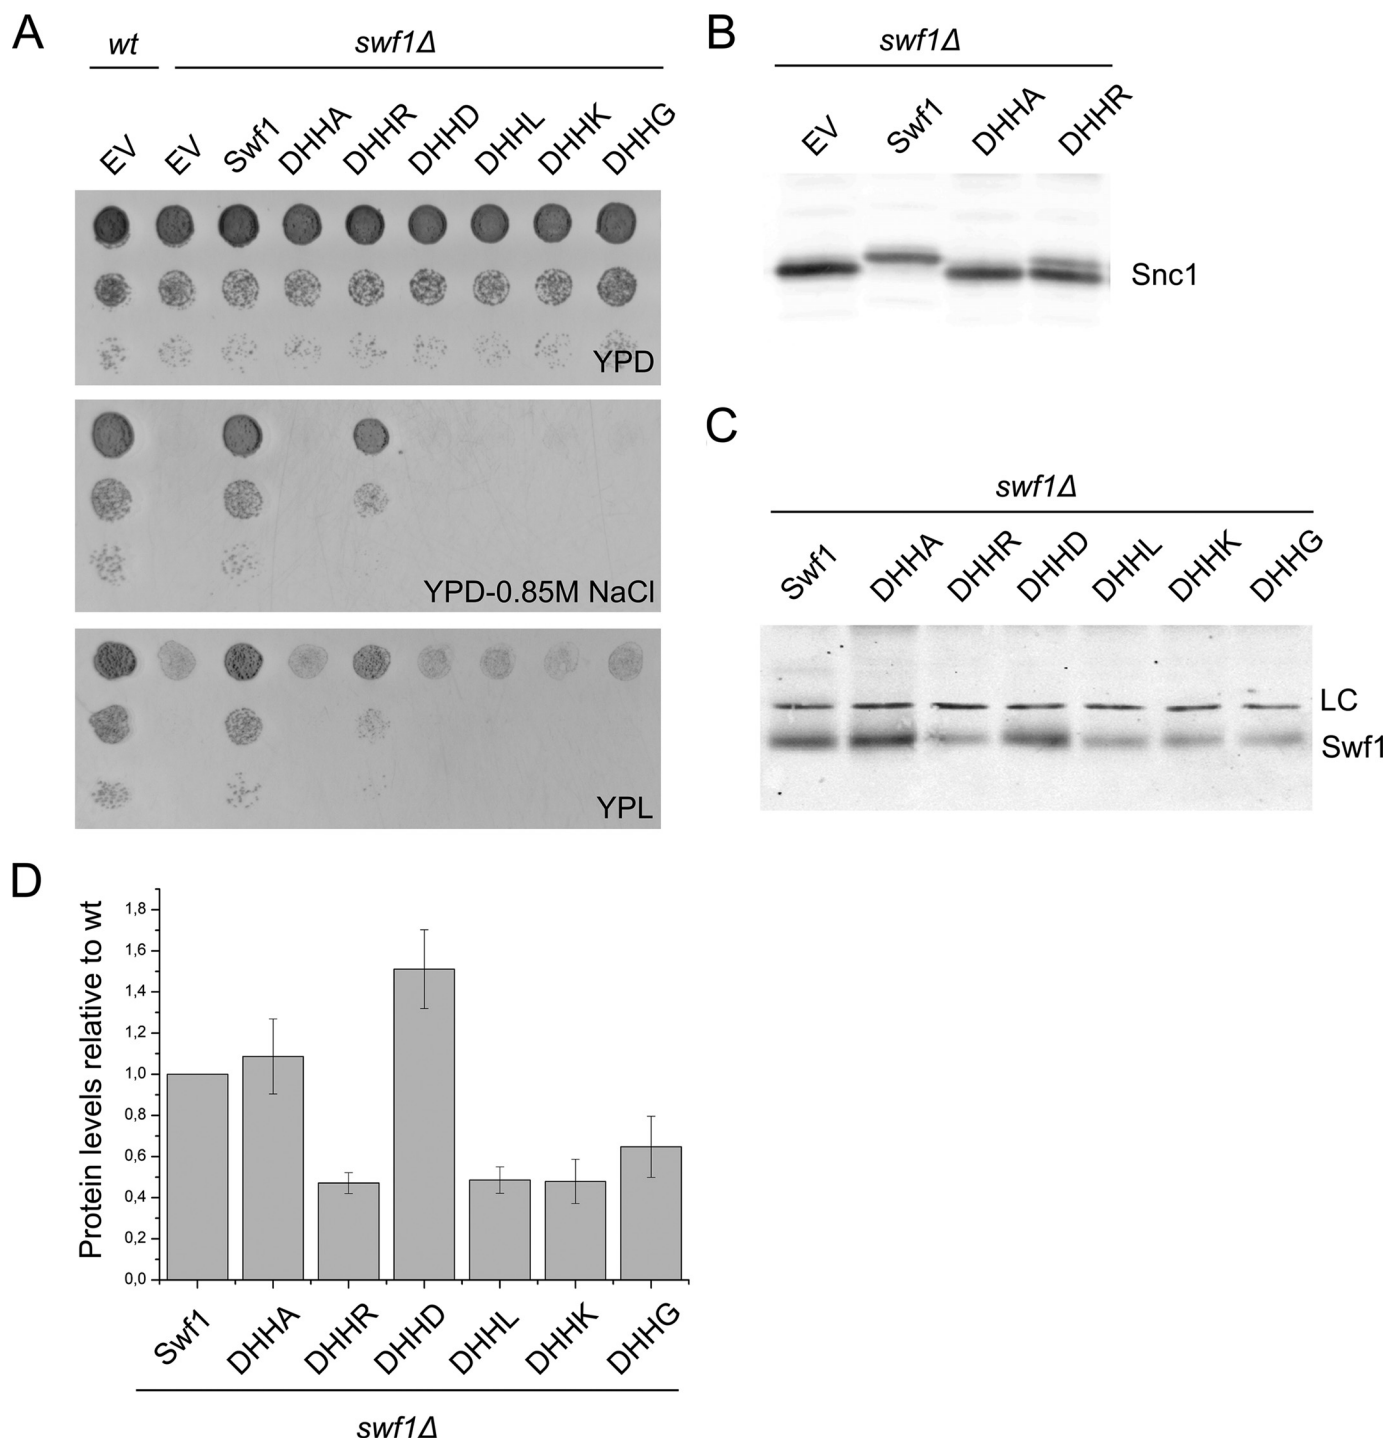 A
wt
swf1Δ
EV
EV
Swf1
DHHA
DHHR
DHHD
DHHL
DHHK
DHHG
YPD
YPD-0.85M NaCl
YPL
B
swf1Δ
EV
Swf1
DHHA
DHHR
Snc1
C
swf1Δ
Swf1
DHHA
DHHR
DHHD
DHHL
DHHK
DHHG
LC
Swf1
D
Protein levels relative to wt
1,8
1,6
1,4
1,2
1,0
0,8
0,6
0,4
0,2
0,0
Swf1
DHHA
DHHR
DHHD
DHHL
DHHK
DHHG
swf1Δ